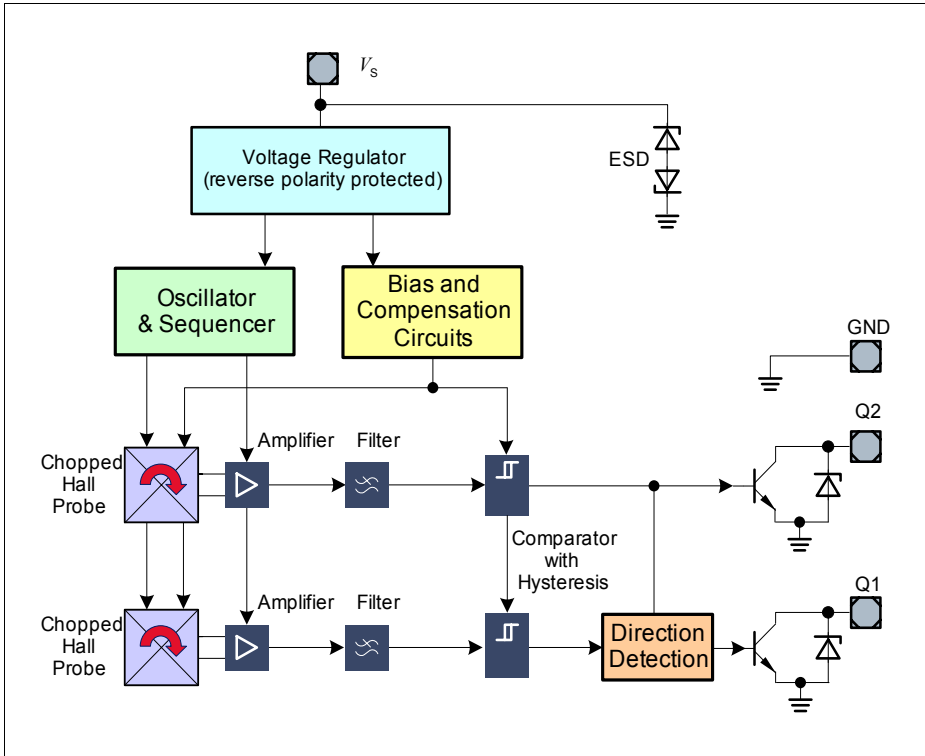 VS
Voltage Regulator
(reverse polarity protected)
ESD
Oscillator
& Sequencer
Bias and
Compensation
Circuits
GND
Q2
Chopped
Hall
Probe
Amplifier
Filter
Comparator
with
Hysteresis
Q1
Chopped
Hall
Probe
Amplifier
Filter
Direction
Detection